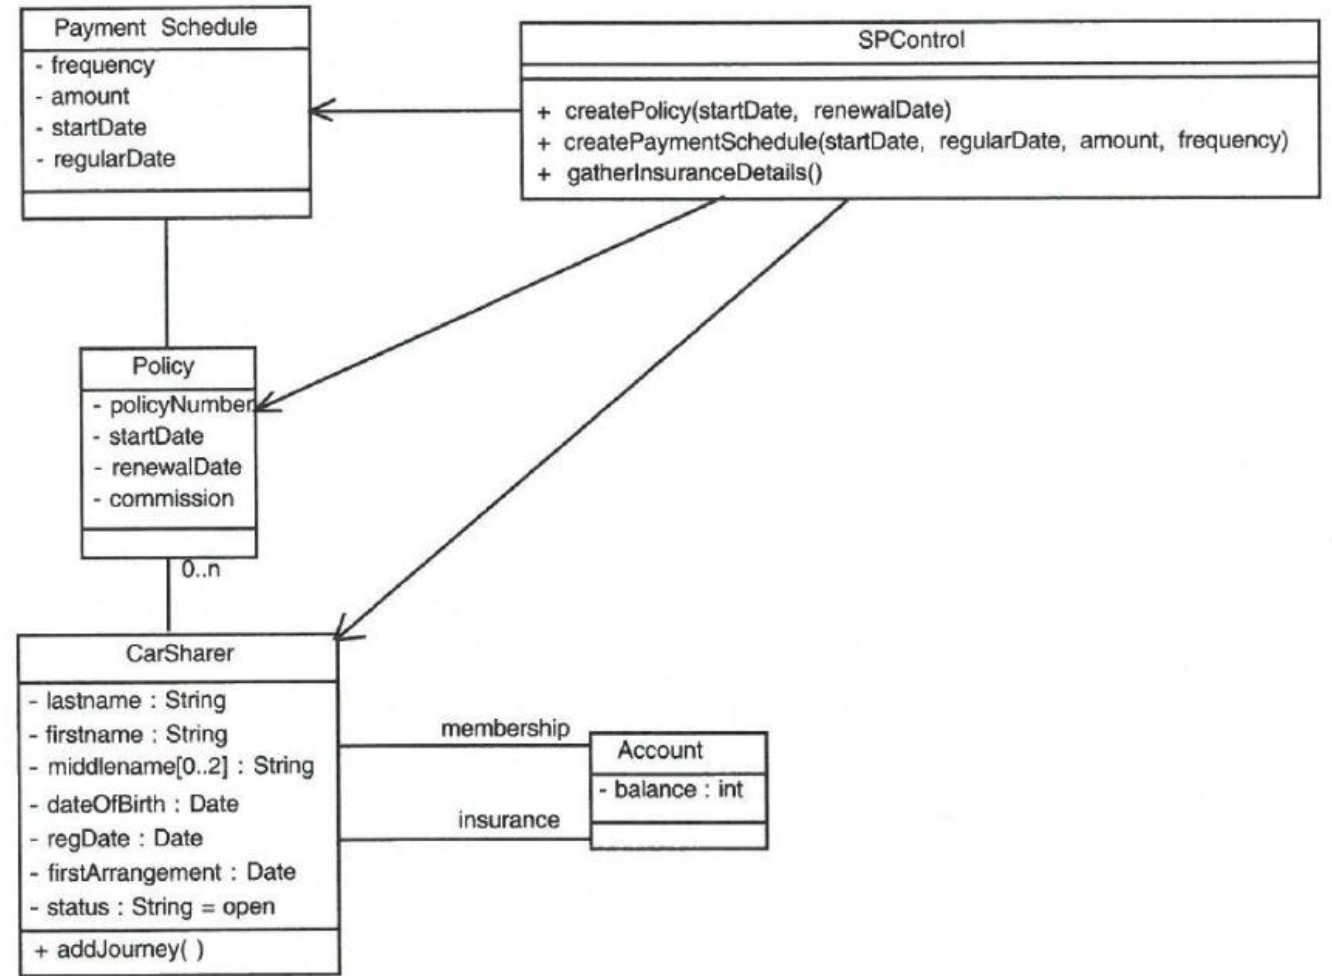 Payment Schedule
- frequency
- amount
- startDate
- regularDate
SPControl
+ createPolicy(startDate, renewalDate)
+ createPaymentSchedule(startDate, regularDate, amount, frequency)
+ gatherInsuranceDetails()
Policy
- policyNumber
- startDate
- renewalDate
- commission
0..n
CarSharer
- lastname : String
- firstname : String
- middlename[0..2] : String
- dateOfBirth : Date
- regDate : Date
- firstArrangement : Date
- status : String = open
+ addJourney( )
membership
insurance
Account
- balance : int